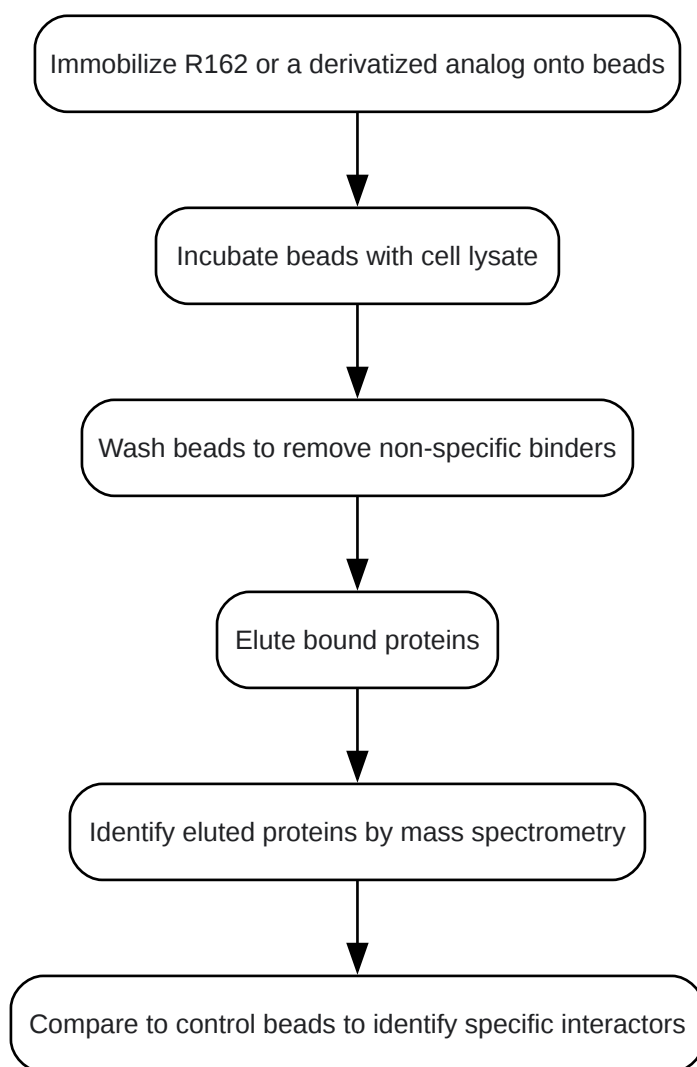 Immobilize R162 or a derivatized analog onto beads
Incubate beads with cell lysate
Wash beads to remove non-specific binders
Elute bound proteins
Identify eluted proteins by mass spectrometry
Compare to control beads to identify specific interactors